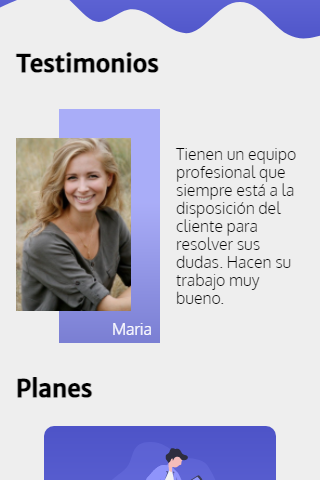 Testimonios
Tienen un equipo
profesional que
siempre está a la
disposición del
cliente para
resolver sus
dudas. Hacen su
trabajo muy
bueno.
Maria
Planes